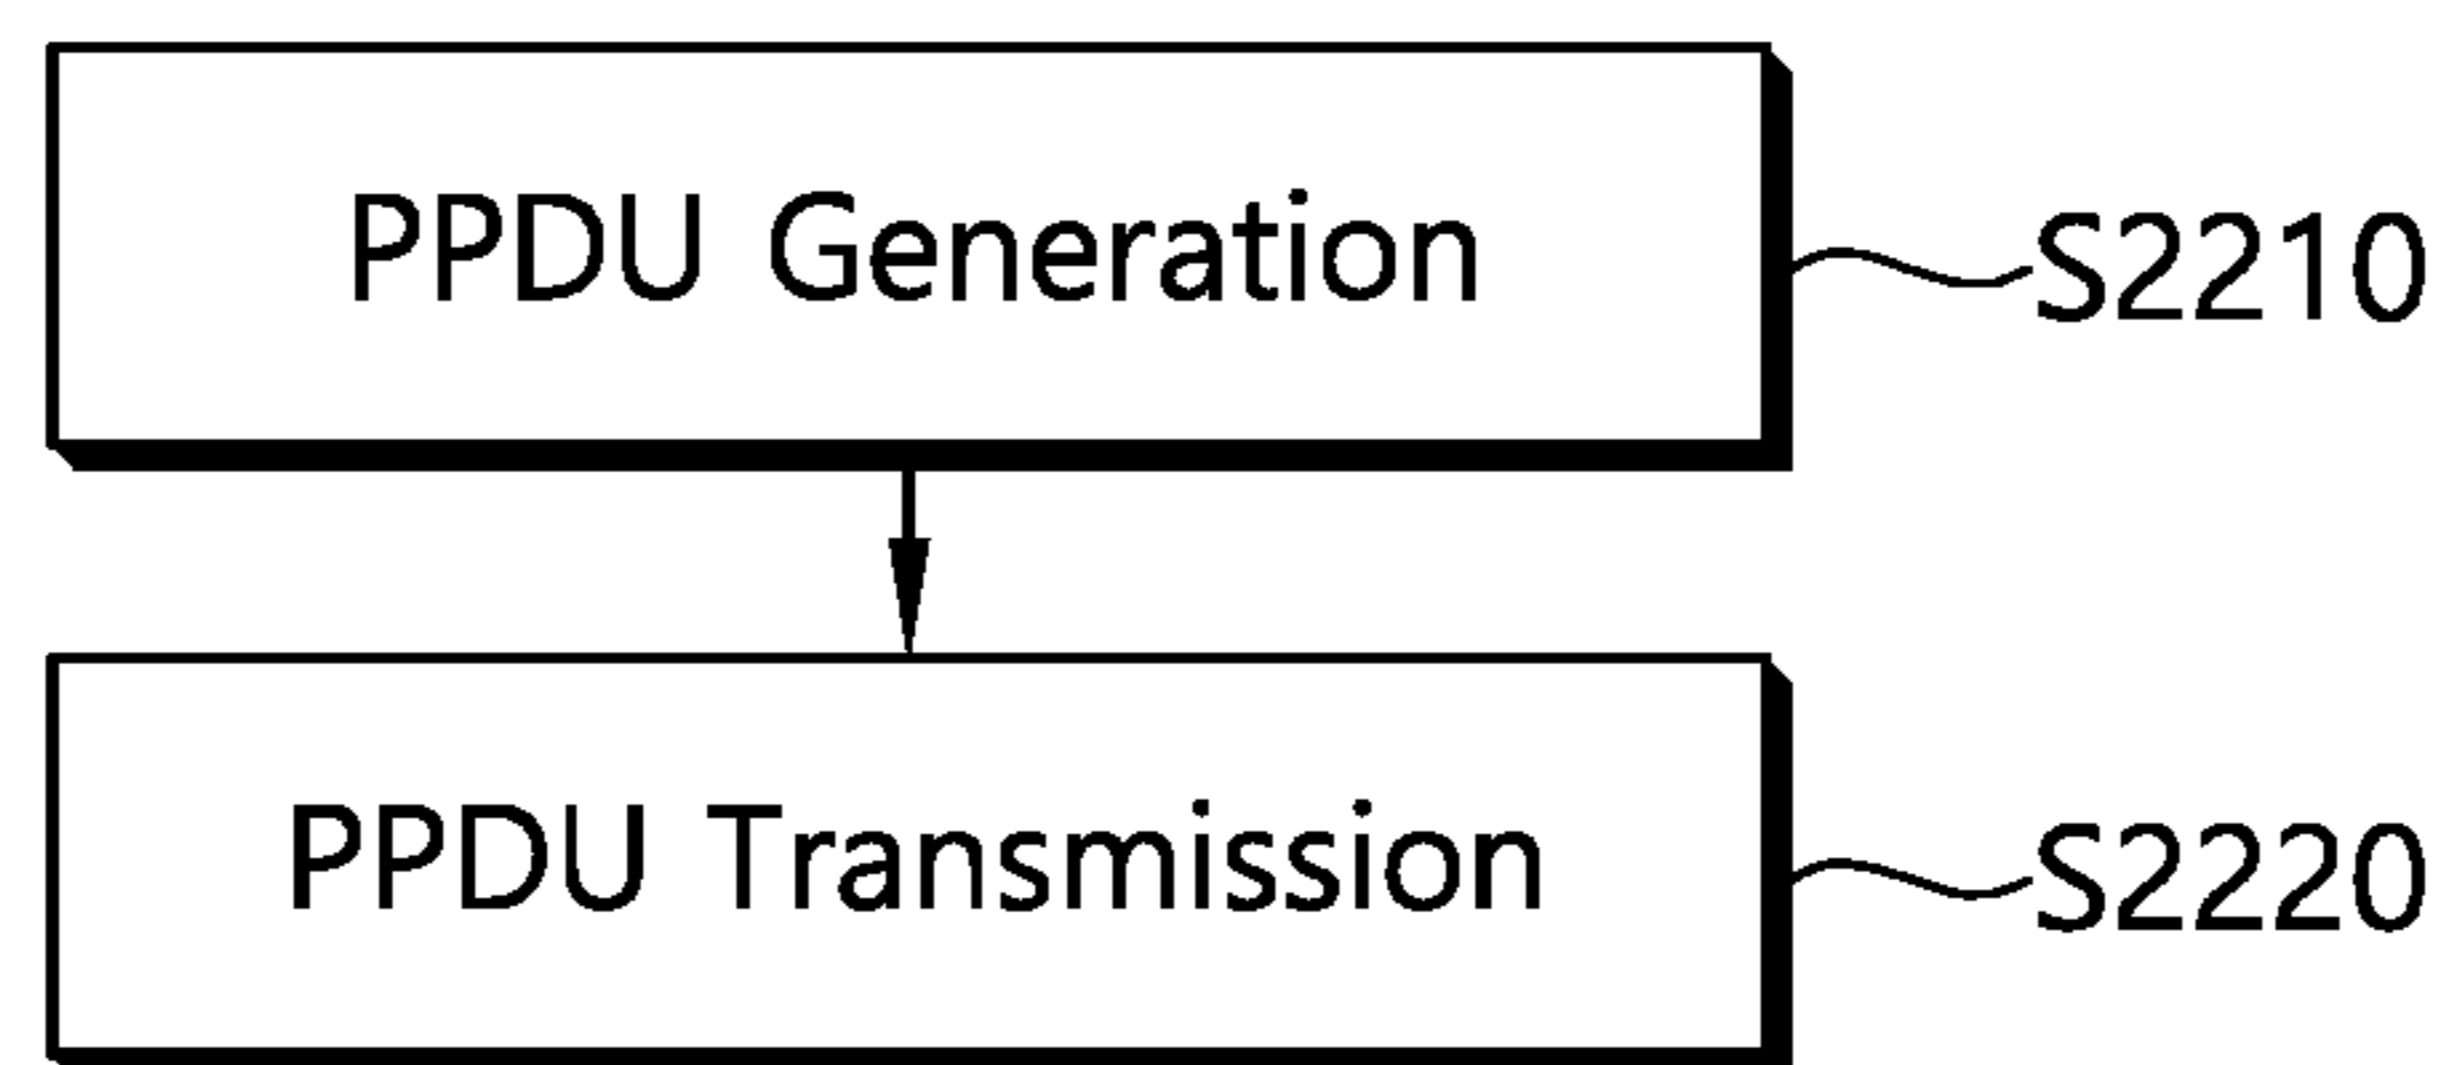 PPDU Generation
S2210
PPDU Transmission
S2220